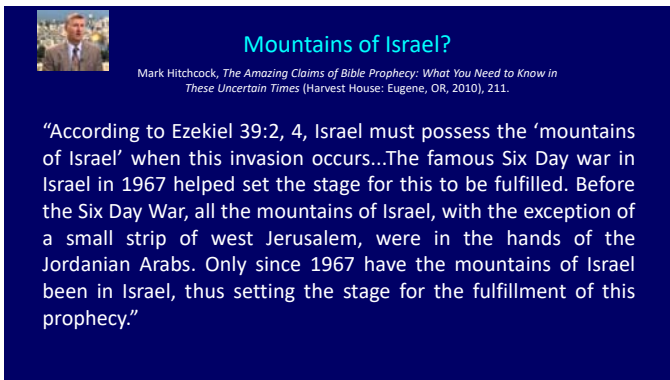 Mountains of Israel?
Mark Hitchcock, The Amazing Claims of Bible Prophecy: What You Need to Know in
These Uncertain Times (Harvest House: Eugene, OR, 2010), 211.
“According to Ezekiel 39:2, 4, Israel must possess the ‘mountains
of Israel’ when this invasion occurs...The famous Six Day war in
Israel in 1967 helped set the stage for this to be fulfilled. Before
the Six Day War, all the mountains of Israel, with the exception of
a small strip of west Jerusalem, were in the hands of the
Jordanian Arabs. Only since 1967 have the mountains of Israel
been in Israel, thus setting the stage for the fulfillment of this
prophecy.”